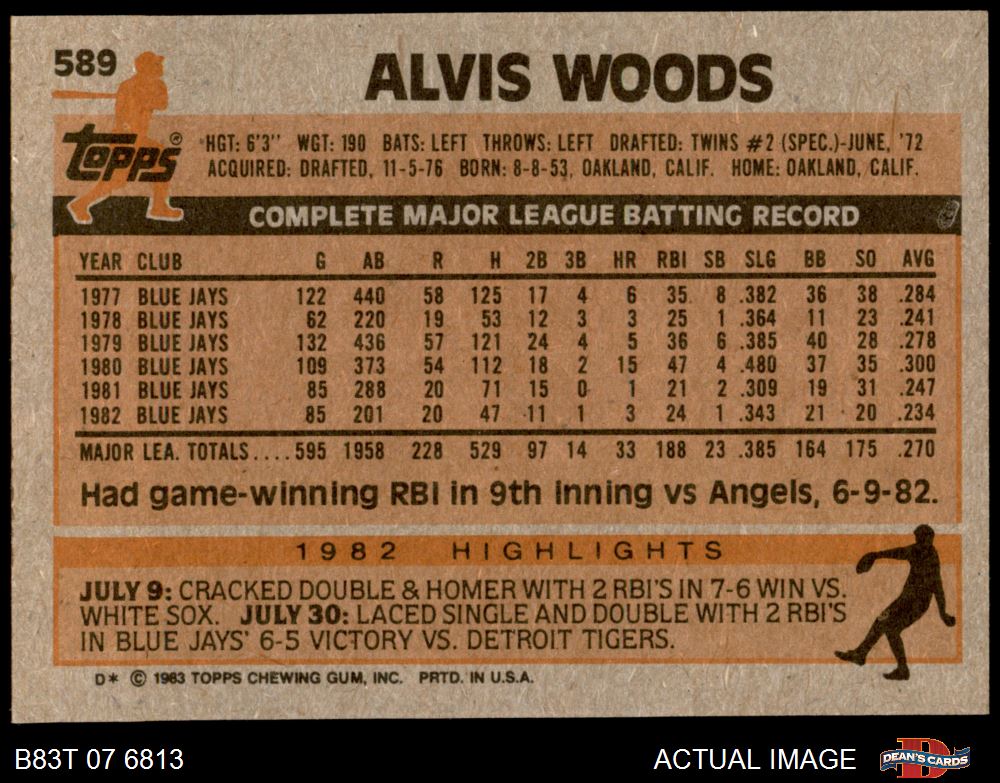 589
ALVIS WOODS
Topps®
HGT: 6'3" WGT: 190 BATS: LEFT THROWS: LEFT DRAFTED: TWINS #2 (SPEC.)-JUNE, '72
ACQUIRED: DRAFTED, 11-5-76 BORN: 8-8-53, OAKLAND, CALIF. HOME: OAKLAND, CALIF.
COMPLETE MAJOR LEAGUE BATTING RECORD
YEAR CLUB G AB R H 2B 3B HR RBI SB SLG BB SO AVG
1977 BLUE JAYS 122 440 58 125 17 4 6 35 8 .382 36 38 .284
1978 BLUE JAYS 62 220 19 53 12 3 3 25 1 .364 11 23 .241
1979 BLUE JAYS 132 436 57 121 24 4 5 36 6 .385 40 28 .278
1980 BLUE JAYS 109 373 54 112 18 2 15 47 4 .480 37 35 .300
1981 BLUE JAYS 85 288 20 71 15 0 1 21 2 .309 19 31 .247
1982 BLUE JAYS 85 201 20 47 11 1 3 24 1 .343 21 20 .234
MAJOR LEA. TOTALS....595 1958 228 529 97 14 33 188 23 .385 164 175 .270
Had game-winning RBI in 9th inning vs Angels, 6-9-82.
1982 HIGHLIGHTS
JULY 9: CRACKED DOUBLE & HOMER WITH 2 RBI'S IN 7-6 WIN VS.
WHITE SOX. JULY 30: LACED SINGLE AND DOUBLE WITH 2 RBI'S
IN BLUE JAYS' 6-5 VICTORY VS. DETROIT TIGERS.
D* © 1983 TOPPS CHEWING GUM, INC. PRTD. IN U.S.A.
B83T 07 6813
ACTUAL IMAGE
DEAN'S CARDS